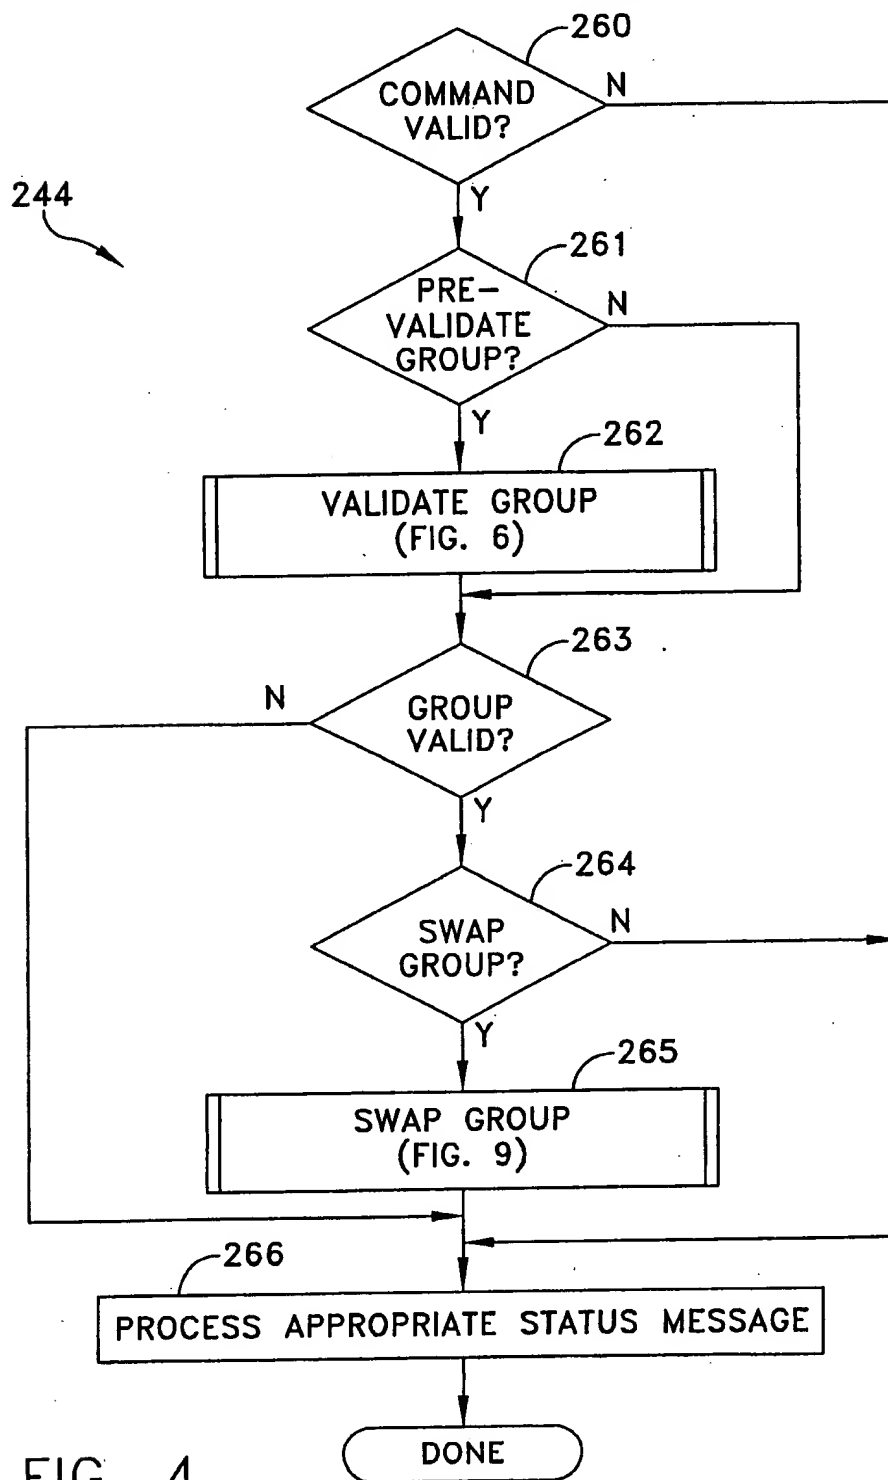 260
COMMAND
VALID?
N
Y
244
261
PRE-
VALIDATE
GROUP?
N
Y
262
VALIDATE GROUP
(FIG. 6)
263
N
GROUP
VALID?
Y
264
SWAP
GROUP?
N
Y
265
SWAP GROUP
(FIG. 9)
266
PROCESS APPROPRIATE STATUS MESSAGE
DONE
FIG. 4